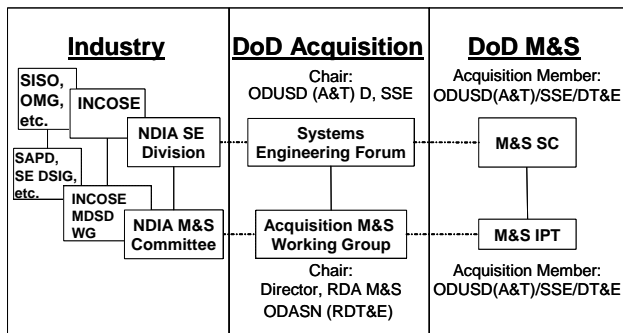 Industry
SISO,
OMG,
etc.
INCOSE
NDIA SE
Division
SAPD,
SE DSIG,
etc.
INCOSE
MDSD
WG
NDIA M&S
Committee
DoD Acquisition
Chair:
ODUSD (A&T) D, SSE
Systems
Engineering Forum
Acquisition M&S
Working Group
Chair:
Director, RDA M&S
ODASN (RDT&E)
DoD M&S
Acquisition Member:
ODUSD(A&T)/SSE/DT&E
M&S SC
M&S IPT
Acquisition Member:
ODUSD(A&T)/SSE/DT&E